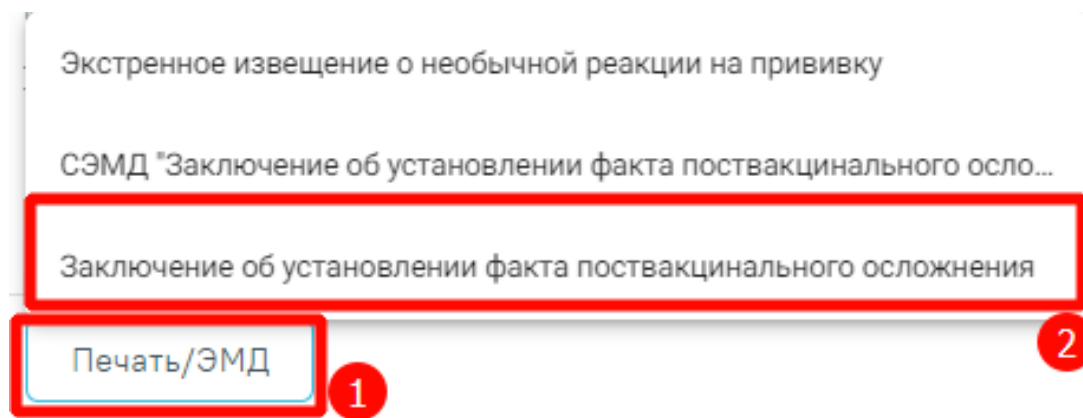 Экстренное извещение о необычной реакции на прививку
СЭМД "Заключение об установлении факта поствакцинального осло...
Заключение об установлении факта поствакцинального осложнения
2
Печать/ЭМД
1